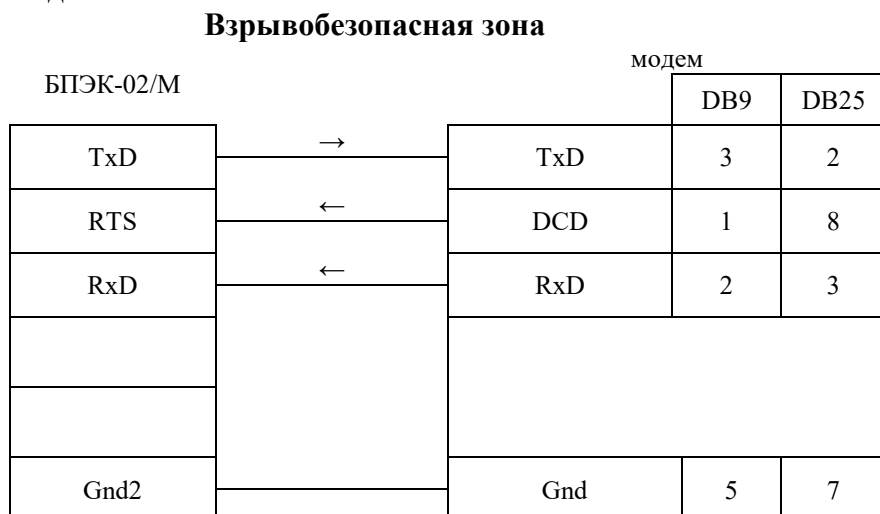 Взрывобезопасная зона
модем
БПЭК-02/М
DB9 DB25
TxD → TxD 3 2
RTS ← DCD 1 8
RxD ← RxD 2 3
Gnd2 Gnd 5 7